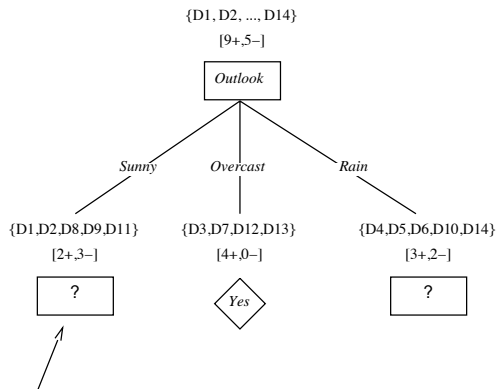 {D1, D2, ..., D14}
[9+,5−]
Outlook
Sunny Overcast Rain
{D1,D2,D8,D9,D11} {D3,D7,D12,D13} {D4,D5,D6,D10,D14}
[2+,3−] [4+,0−] [3+,2−]
? Yes ?